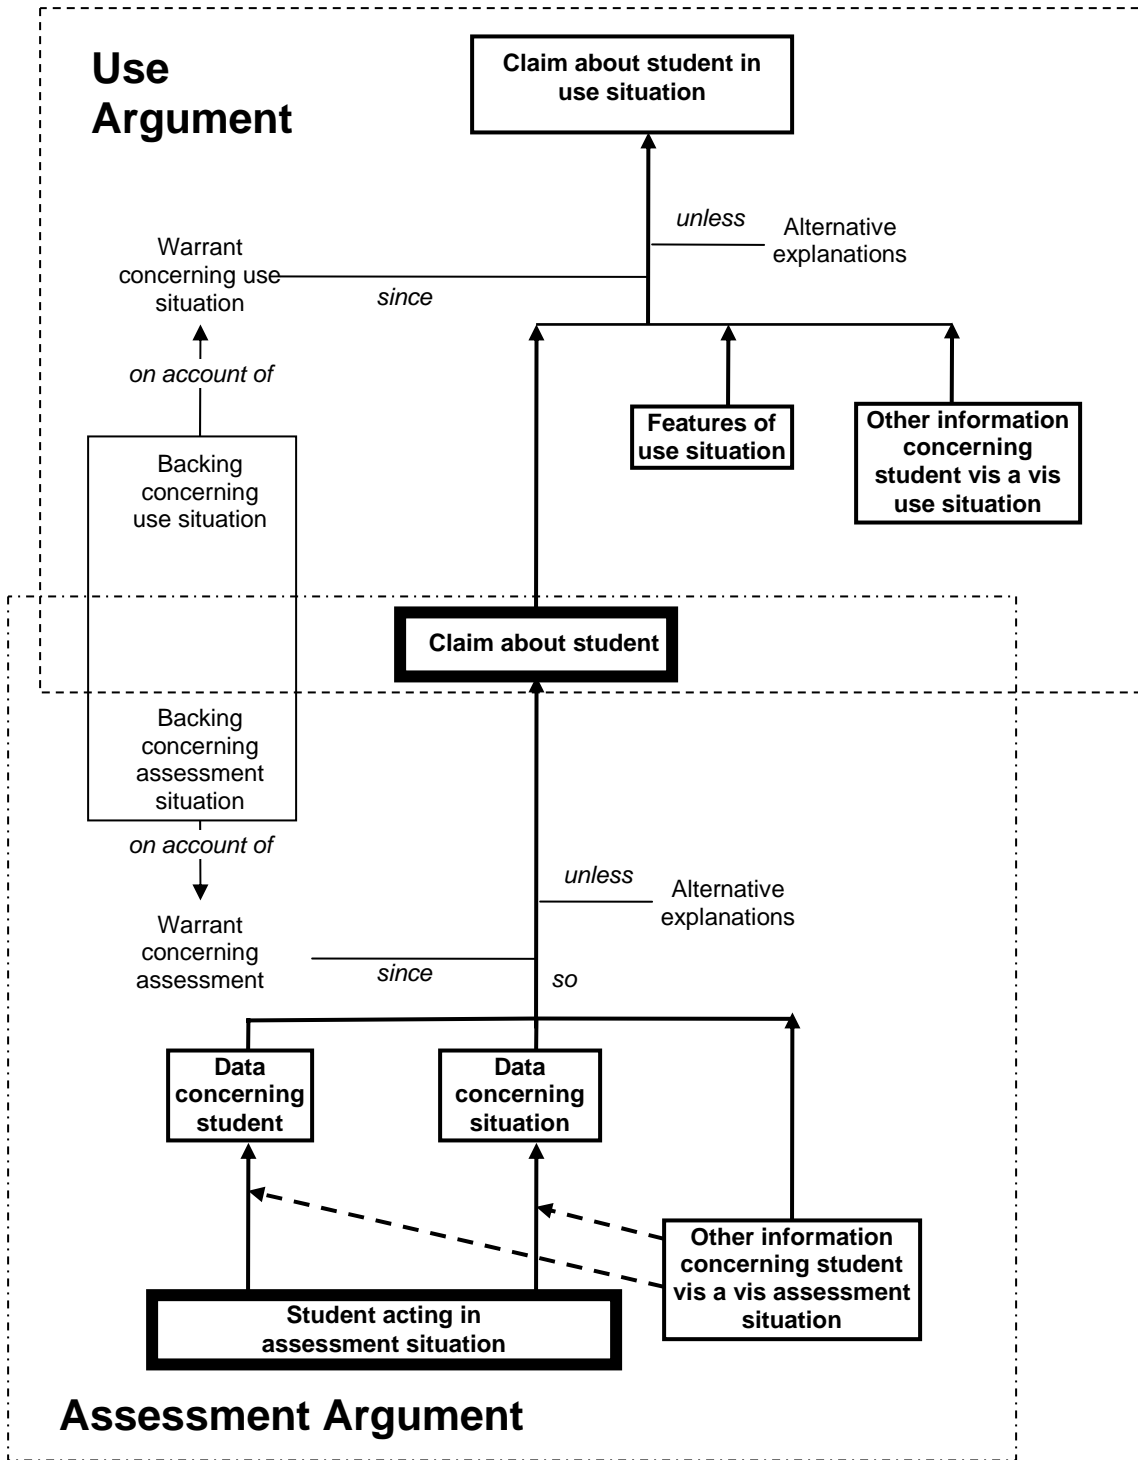 Use
Argument
Claim about student in
use situation
unless
Alternative
explanations
Warrant
concerning use
situation
since
on account of
Features of
use situation
Other information
concerning
student vis a vis
use situation
Backing
concerning
use situation
Claim about student
Backing
concerning
assessment
situation
on account of
unless
Alternative
explanations
Warrant
concerning
assessment
since
so
Data
concerning
student
Data
concerning
situation
Other information
concerning student
vis a vis assessment
situation
Student acting in
assessment situation
Assessment Argument